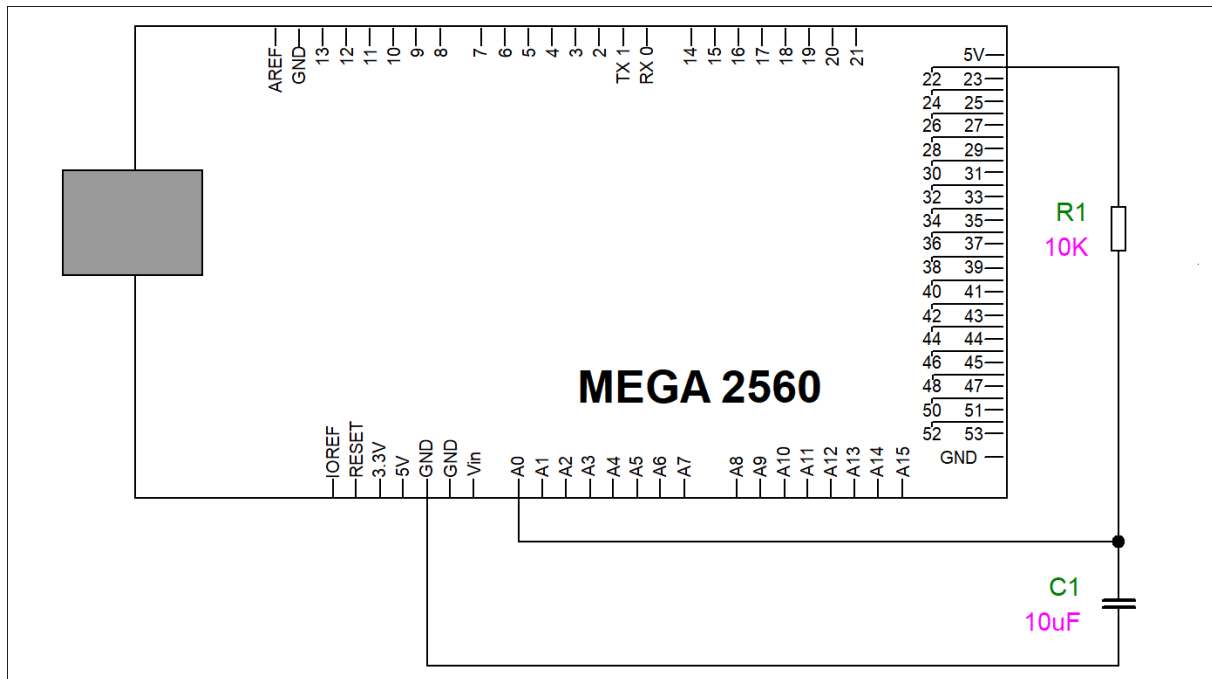 AREF GND 13 12 11 10 9 8 7 6 5 4 3 2 TX 1 RX 0 14 15 16 17 18 19 20 21
5V
22 23
24 25
26 27
28 29
30 31
32 33
34 35
36 37
38 39
40 41
42 43
44 44
46 45
48 47
50 51
52 53
GND
R1
10K
MEGA 2560
IOREF RESET 3.3V 5V GND GND Vin A0 A1 A2 A3 A4 A5 A6 A7 A8 A9 A10 A11 A12 A13 A14 A15
C1
10uF